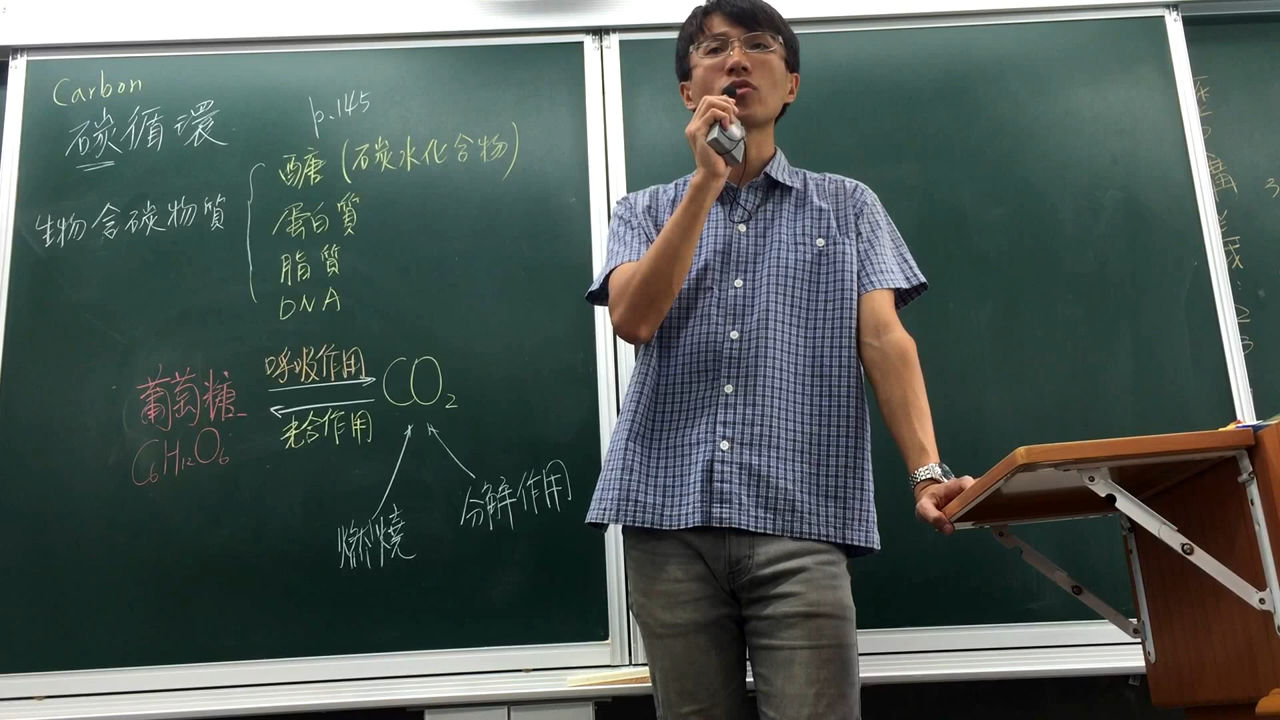 Carbon
碳循環
p.145
生物含碳物質
醣 (碳水化合物)
蛋白質
脂質
DNA
葡萄糖
C6H12O6
呼吸作用
光合作用
CO2
燃燒
分解作用